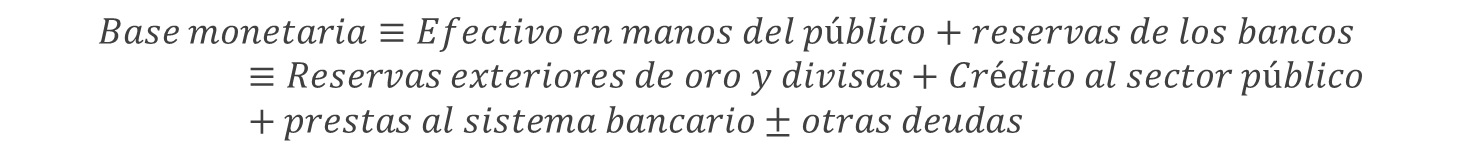 Base monetaria ≡ Efectivo en manos del público + reservas de los bancos
≡ Reservas exteriores de oro y divisas + Crédito al sector público
+ prestas al sistema bancario ± otras deudas